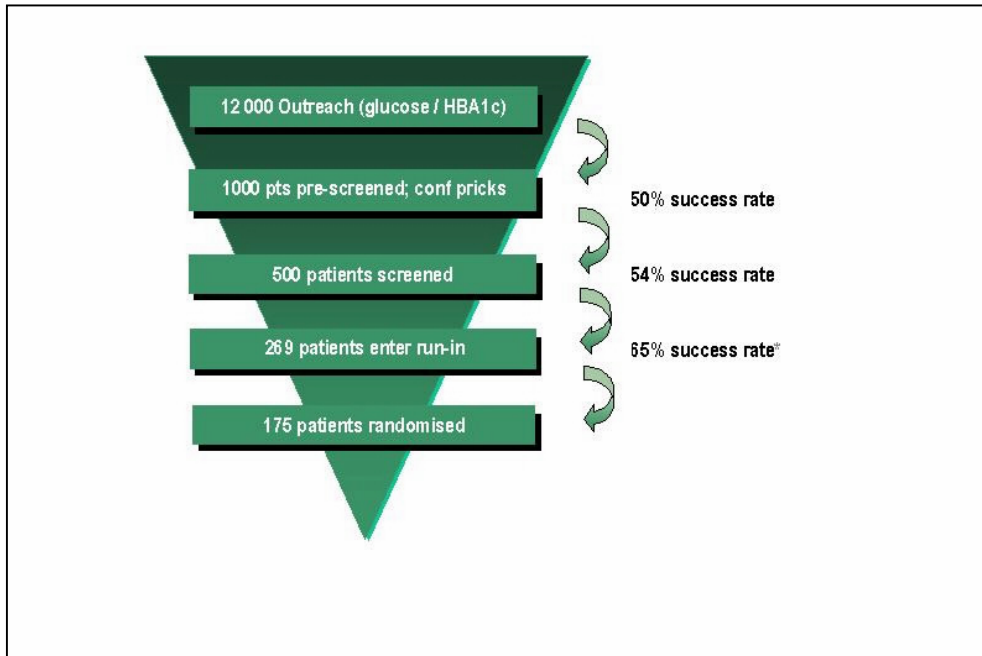 12 000 Outreach (glucose / HBA1c)
1000 pts pre-screened; conf pricks
50% success rate
500 patients screened
54% success rate
269 patients enter run-in
65% success rate*
175 patients randomised